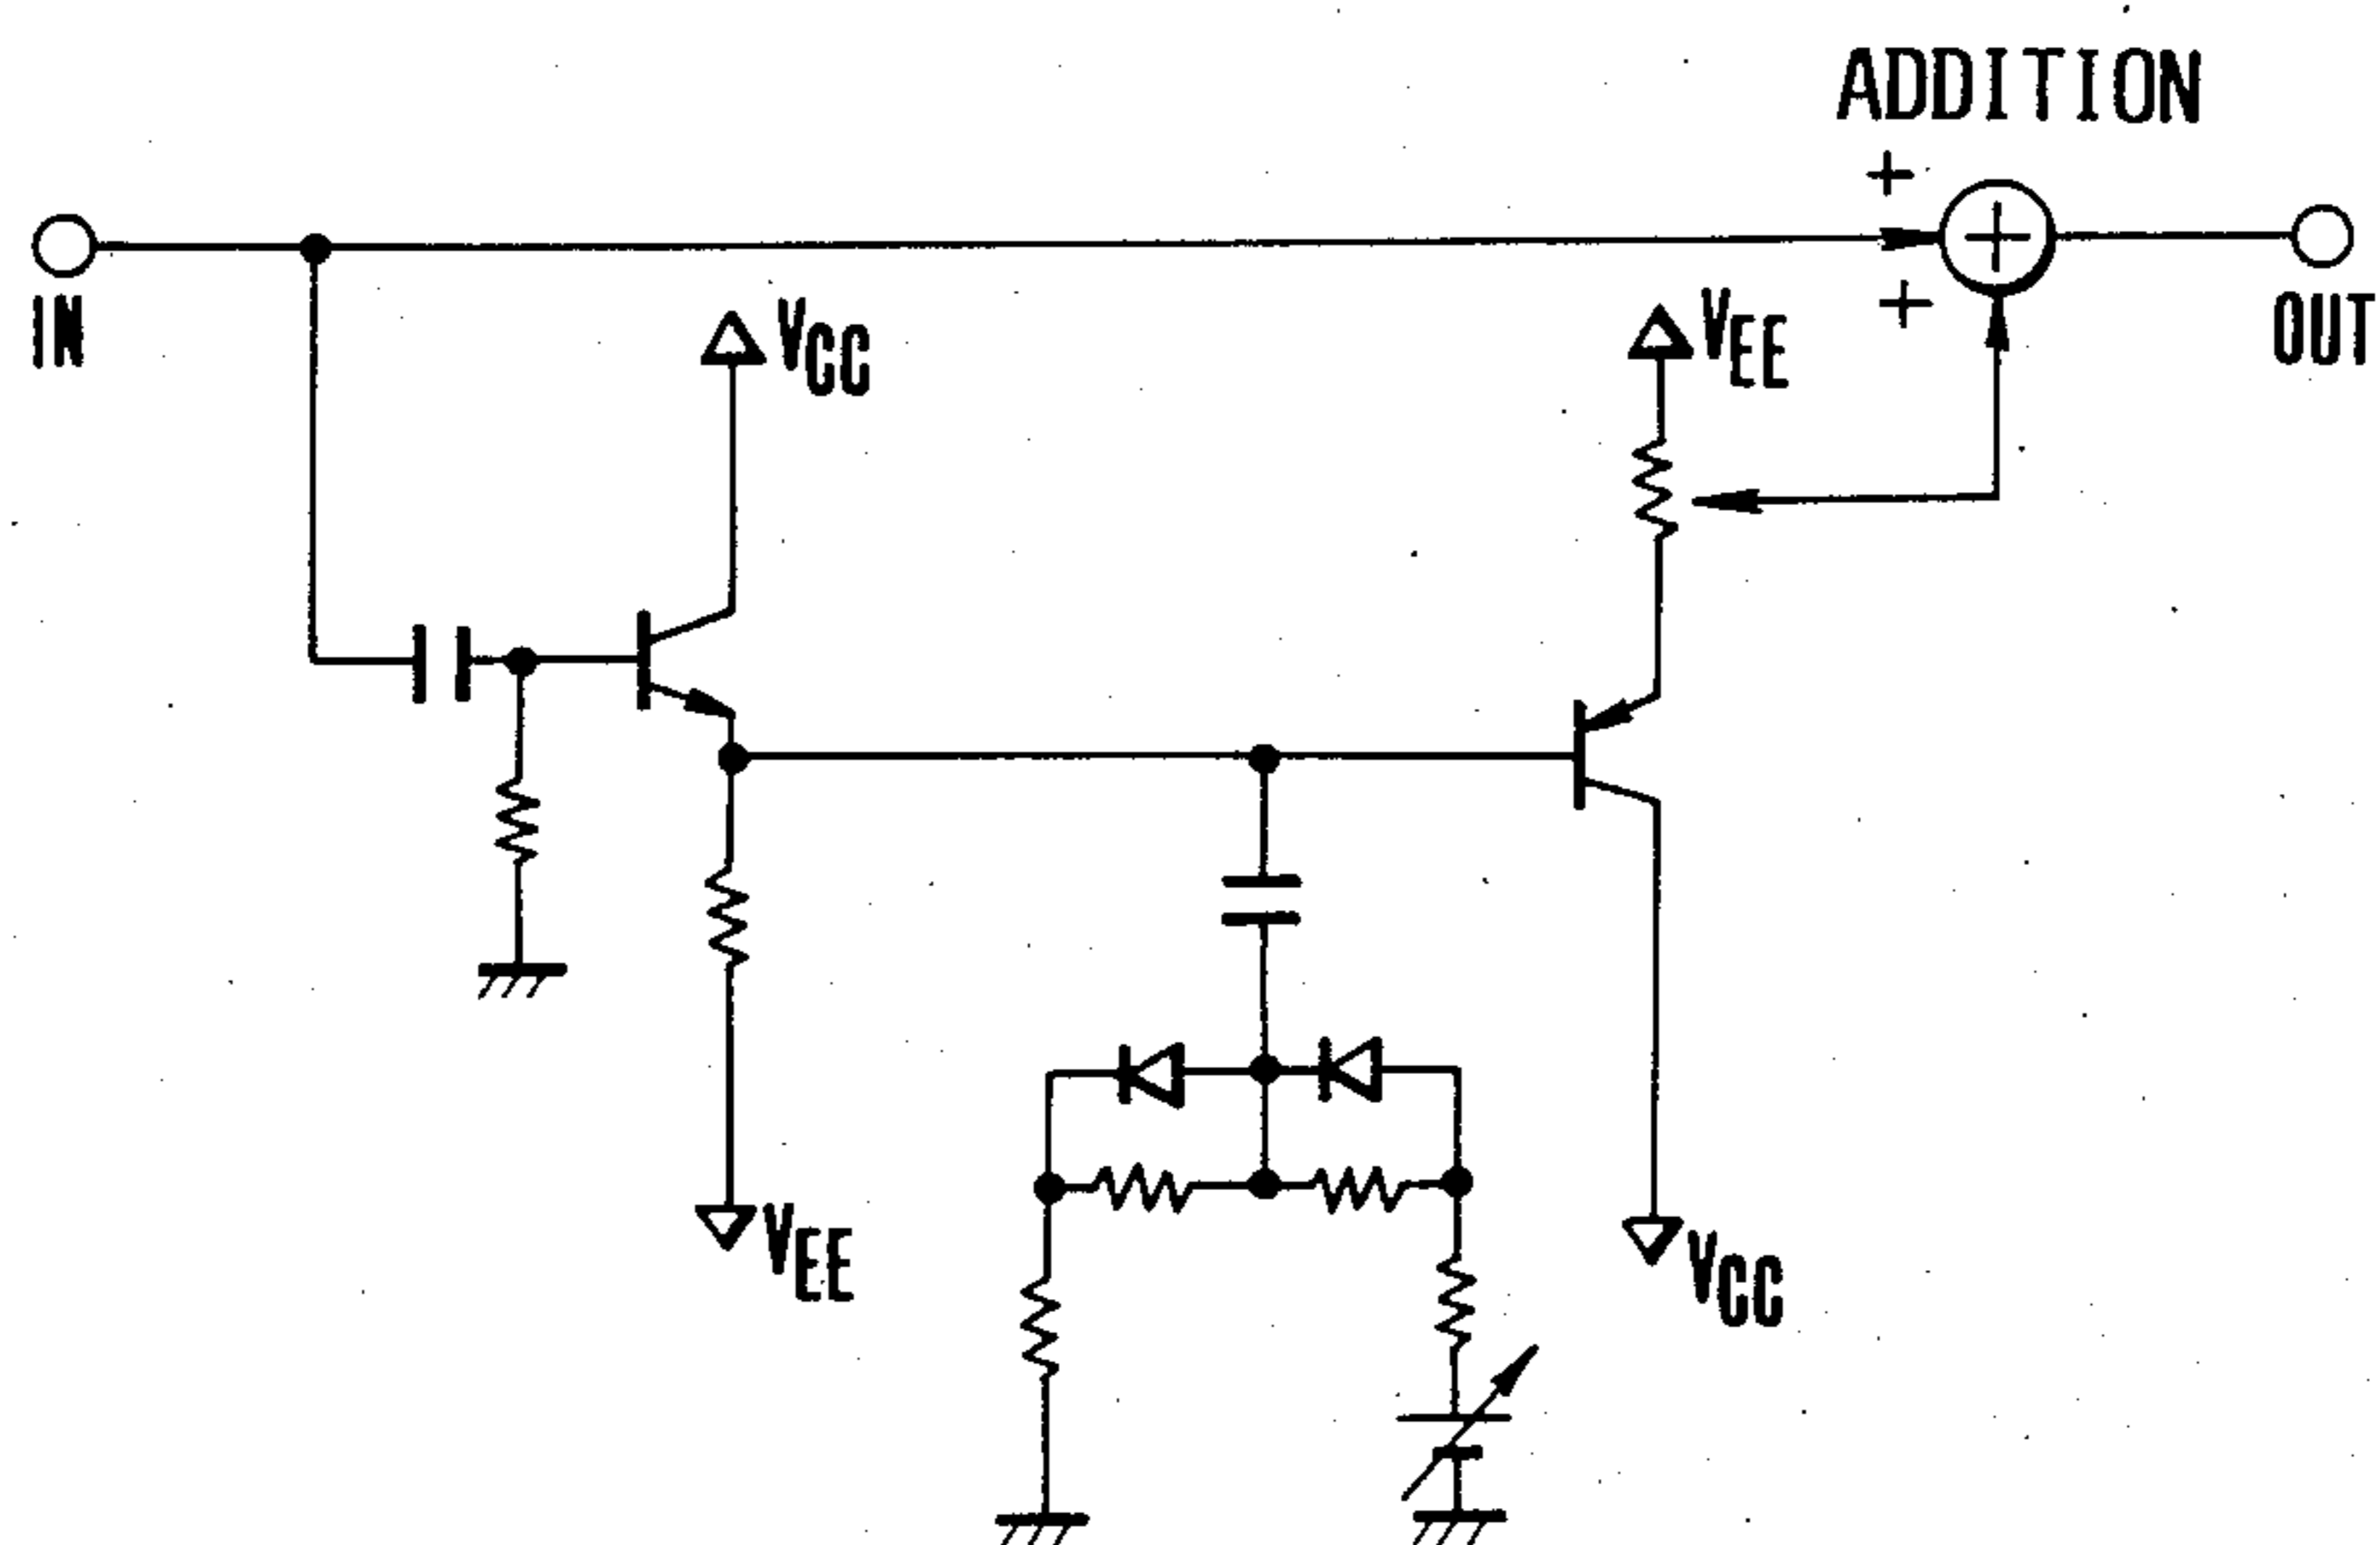 ADDITION
+
IN
+
OUT
VCC
VEE
VEE
VCC